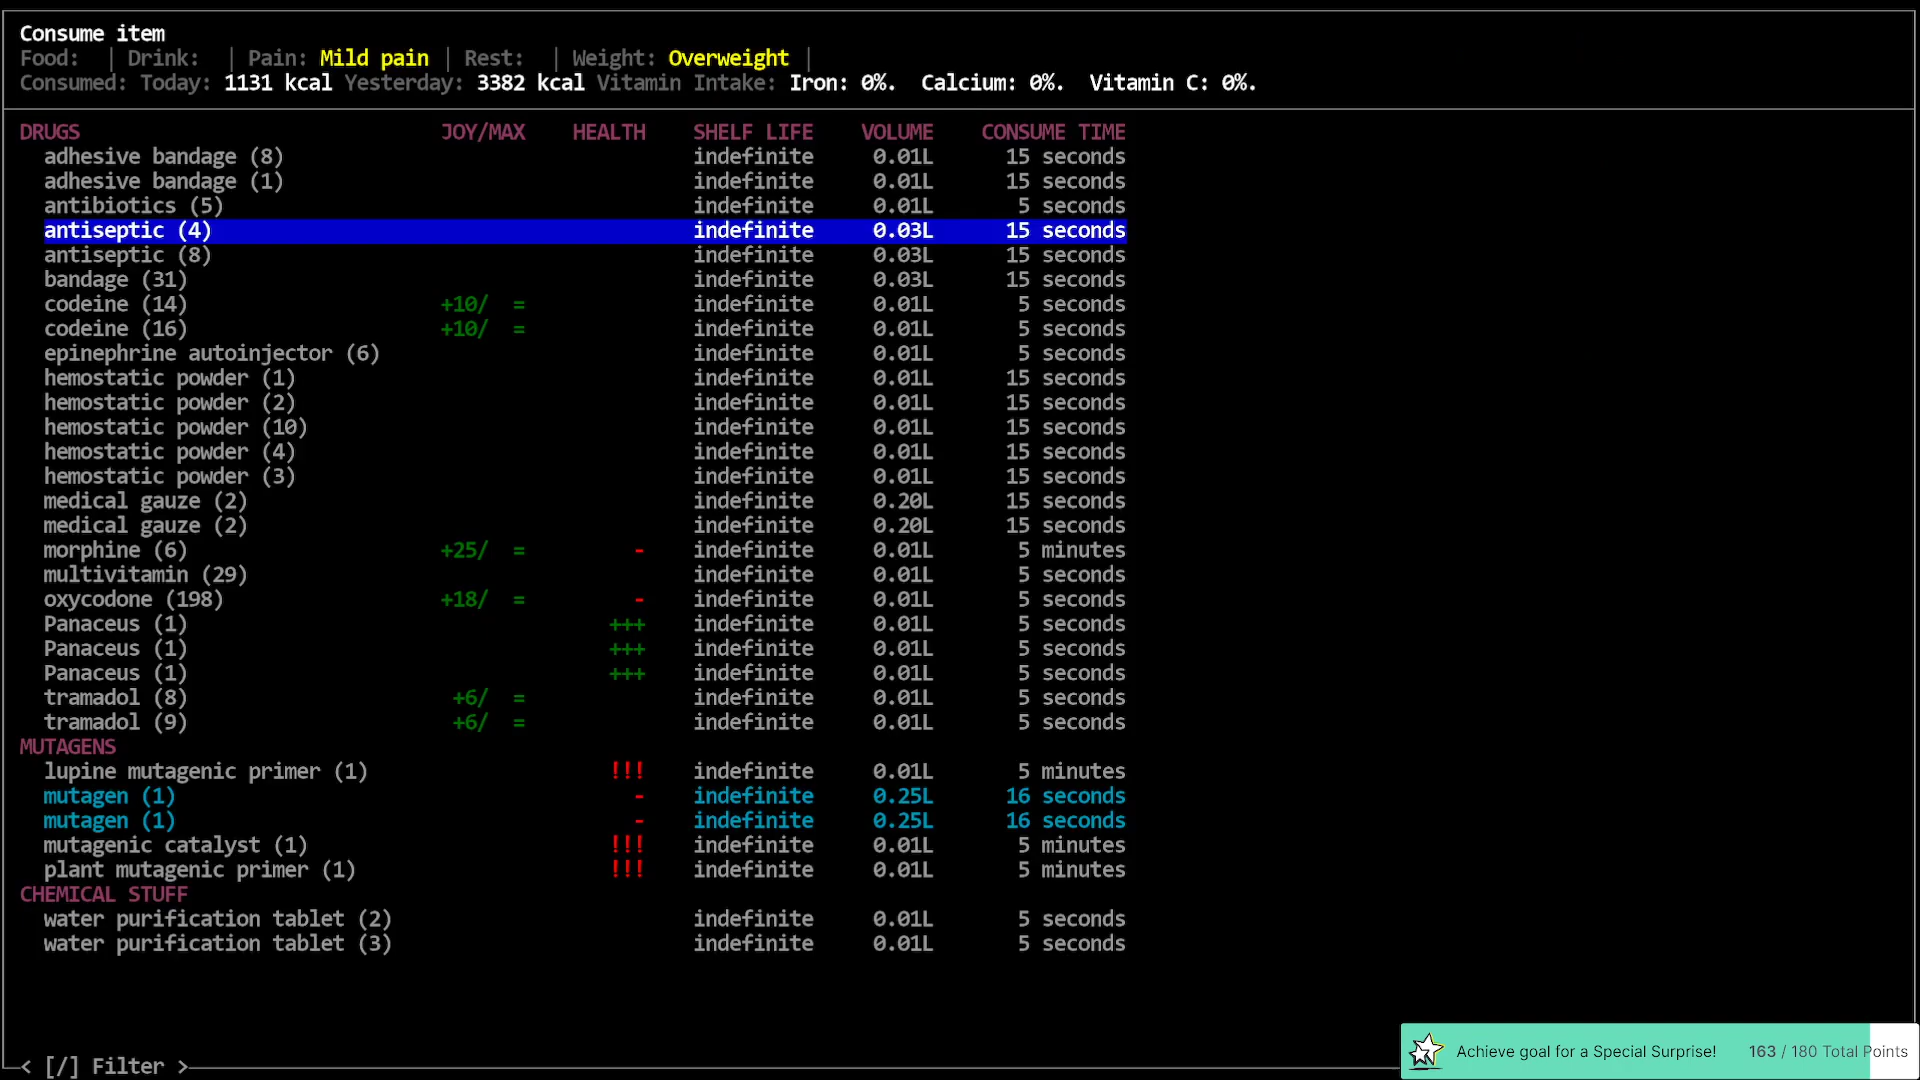 Consume item
Food: | Drink: | Pain: Mild pain | Rest: | Weight: Overweight |
Consumed: Today: 1131 kcal Yesterday: 3382 kcal Vitamin Intake: Iron: 0%. Calcium: 0%. Vitamin C: 0%.
DRUGS JOY/MAX HEALTH SHELF LIFE VOLUME CONSUME TIME
adhesive bandage (8) indefinite 0.01L 15 seconds
adhesive bandage (1) indefinite 0.01L 15 seconds
antibiotics (5) indefinite 0.01L 5 seconds
antiseptic (4) indefinite 0.03L 15 seconds
antiseptic (8) indefinite 0.03L 15 seconds
bandage (31) indefinite 0.03L 15 seconds
codeine (14) +10/ = indefinite 0.01L 5 seconds
codeine (16) +10/ = indefinite 0.01L 5 seconds
epinephrine autoinjector (6) indefinite 0.01L 5 seconds
hemostatic powder (1) indefinite 0.01L 15 seconds
hemostatic powder (2) indefinite 0.01L 15 seconds
hemostatic powder (10) indefinite 0.01L 15 seconds
hemostatic powder (4) indefinite 0.01L 15 seconds
hemostatic powder (3) indefinite 0.01L 15 seconds
medical gauze (2) indefinite 0.20L 15 seconds
medical gauze (2) indefinite 0.20L 15 seconds
morphine (6) +25/ = - indefinite 0.01L 5 minutes
multivitamin (29) indefinite 0.01L 5 seconds
oxycodone (198) +18/ = - indefinite 0.01L 5 seconds
Panaceus (1) +++ indefinite 0.01L 5 seconds
Panaceus (1) +++ indefinite 0.01L 5 seconds
Panaceus (1) +++ indefinite 0.01L 5 seconds
tramadol (8) +6/ = indefinite 0.01L 5 seconds
tramadol (9) +6/ = indefinite 0.01L 5 seconds
MUTAGENS
lupine mutagenic primer (1) !!! indefinite 0.01L 5 minutes
mutagen (1) - indefinite 0.25L 16 seconds
mutagen (1) - indefinite 0.25L 16 seconds
mutagenic catalyst (1) !!! indefinite 0.01L 5 minutes
plant mutagenic primer (1) !!! indefinite 0.01L 5 minutes
CHEMICAL STUFF
water purification tablet (2) indefinite 0.01L 5 seconds
water purification tablet (3) indefinite 0.01L 5 seconds
Achieve goal for a Special Surprise! 163 / 180 Total Points
< [/] Filter >